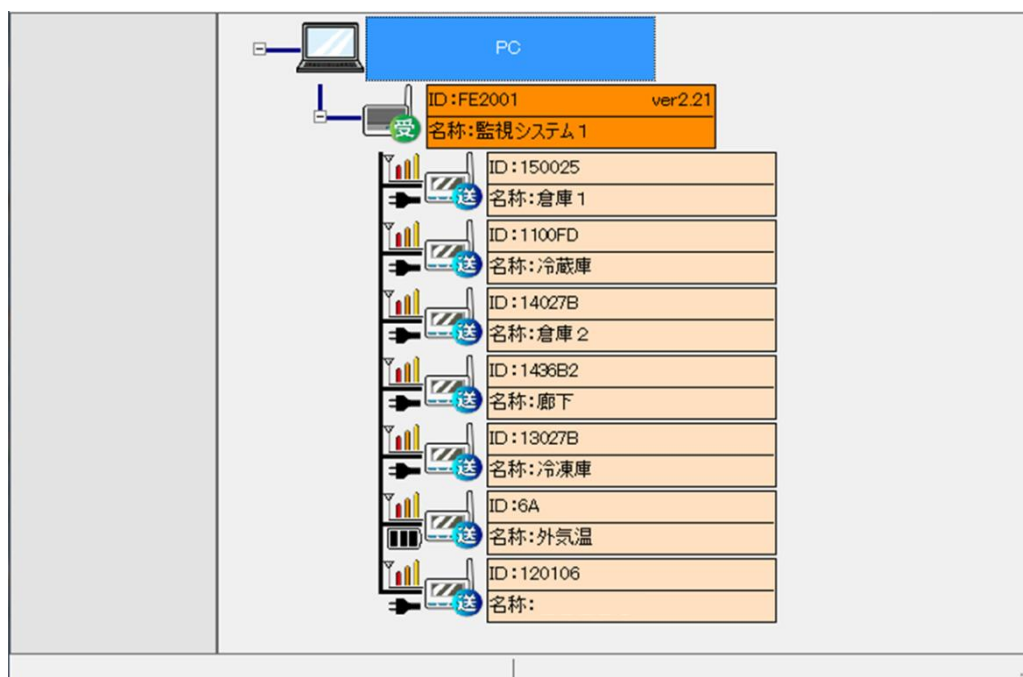 PC
ID:FE2001 ver2.21
名称:監視システム1
受
ID:150025
名称:倉庫1
送
ID:1100FD
名称:冷蔵庫
送
ID:14027B
名称:倉庫2
送
ID:1436B2
名称:廊下
送
ID:13027B
名称:冷凍庫
送
ID:6A
名称:外気温
送
ID:120106
名称:
送